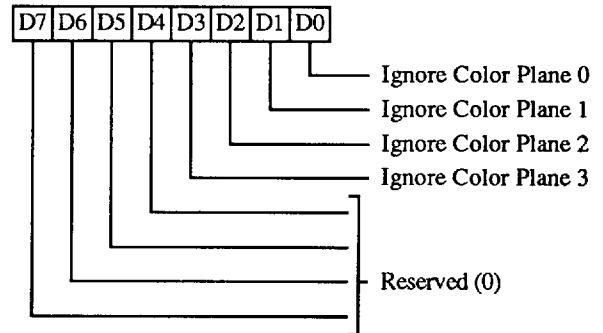 D7 D6 D5 D4 D3 D2 D1 D0
Ignore Color Plane 0
Ignore Color Plane 1
Ignore Color Plane 2
Ignore Color Plane 3
Reserved (0)